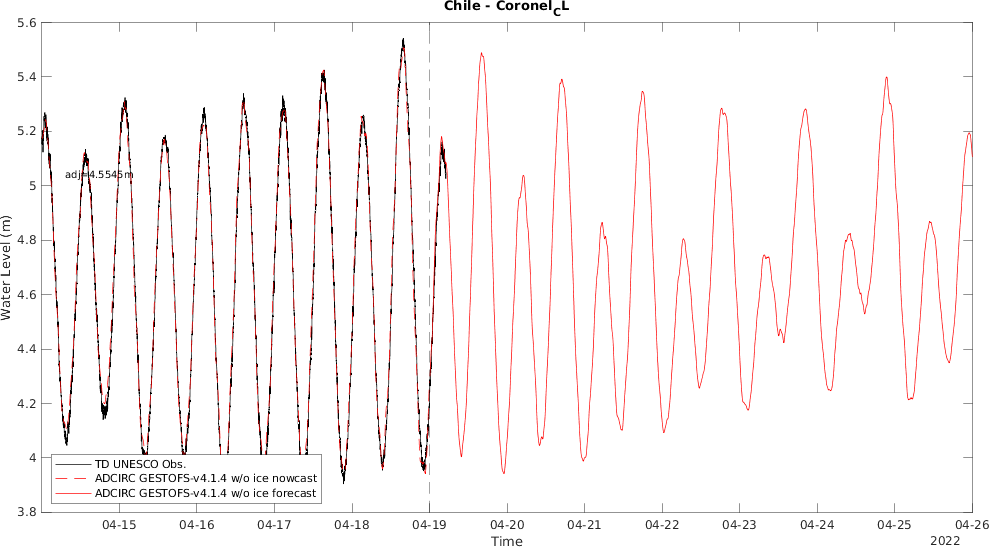 Chile - Coronel_CL
5.6
5.4
5.2
5
4.8
4.6
4.4
4.2
4
3.8
Water Level (m)
adj=4.5545m
TD UNESCO Obs.
ADCIRC GESTOFS-v4.1.4 w/o ice nowcast
ADCIRC GESTOFS-v4.1.4 w/o ice forecast
04-15 04-16 04-17 04-18 04-19 04-20 04-21 04-22 04-23 04-24 04-25 04-26
Time
2022